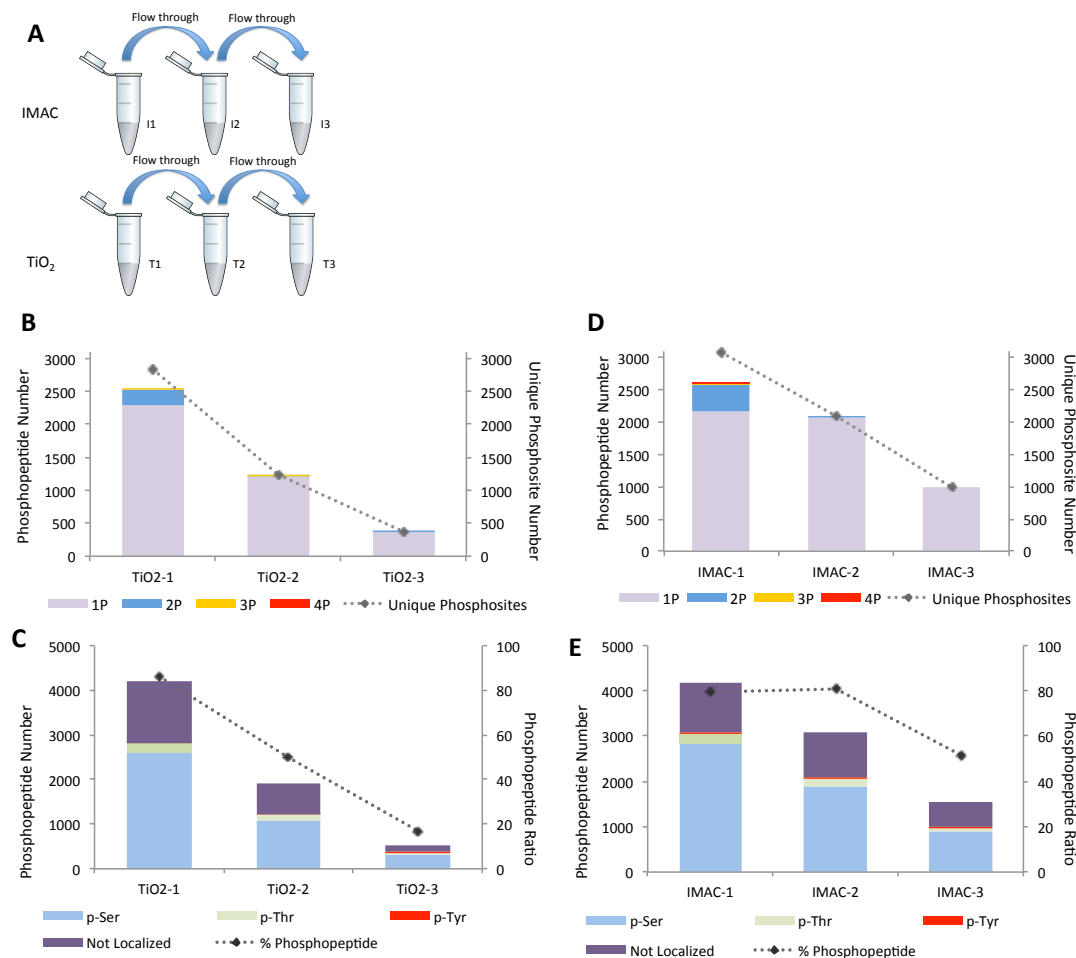 A
Flow through
Flow through
IMAC
I1
I2
I3
Flow through
Flow through
TiO2
T1
T2
T3
B
Phosphopeptide Number
3000
2500
2000
1500
1000
500
0
3000
2500
2000
1500
1000
500
0
Unique Phosphosite Number
TiO2-1
TiO2-2
TiO2-3
1P
2P
3P
4P
Unique Phosphosites
D
Phosphopeptide Number
3000
2500
2000
1500
1000
500
0
3000
2500
2000
1500
1000
500
0
Unique Phosphosite Number
IMAC-1
IMAC-2
IMAC-3
1P
2P
3P
4P
Unique Phosphosites
C
Phosphopeptide Number
5000
4000
3000
2000
1000
0
100
80
60
40
20
0
Phosphopeptide Ratio
TiO2-1
TiO2-2
TiO2-3
p-Ser
p-Thr
p-Tyr
Not Localized
% Phosphopeptide
E
Phosphopeptide Number
5000
4000
3000
2000
1000
0
100
80
60
40
20
0
Phosphopeptide Ratio
IMAC-1
IMAC-2
IMAC-3
p-Ser
p-Thr
p-Tyr
Not Localized
% Phosphopeptide